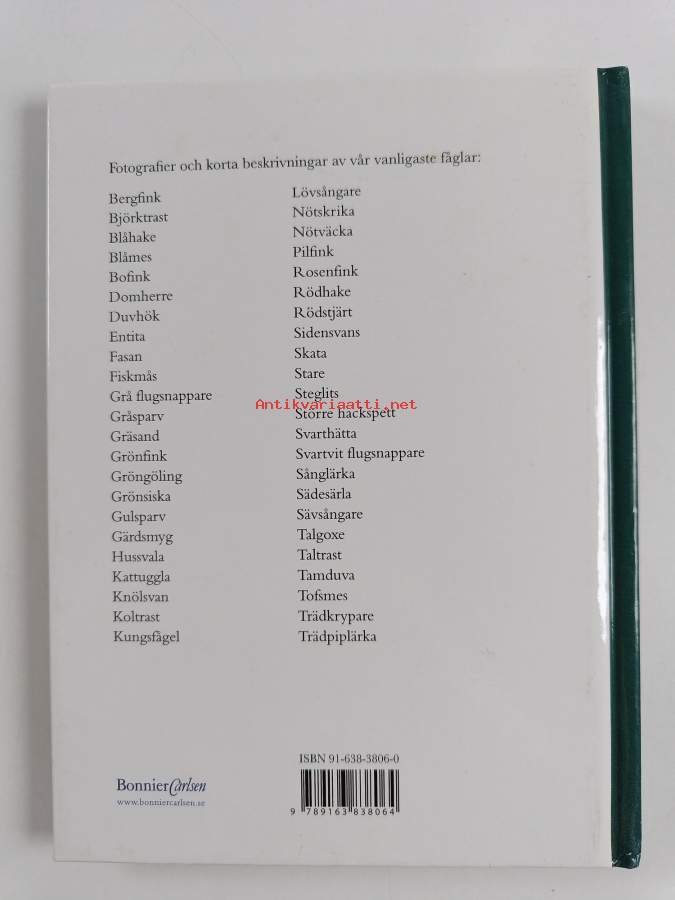 Fotografier och korta beskrivningar av vår vanligaste fåglar:
Bergfink
Björktrast
Blåhake
Blåmes
Bofink
Domherre
Duvhök
Entita
Fasan
Fiskmås
Grå flugsnappare
Gråsparv
Gräsand
Grönfink
Gröngöling
Grönsiska
Gulsparv
Gärdsmyg
Hussvala
Kattuggla
Knölsvan
Koltrast
Kungsfågel
Lövsångare
Nötskrika
Nötväcka
Pilfink
Rosenfink
Rödhake
Rödstjärt
Sidensvans
Skata
Stare
Steglits
Större hackspett
Svarthätta
Svartvit flugsnappare
Sånglärka
Sädesärla
Sävsångare
Talgoxe
Taltrast
Tamduva
Tofsmes
Trädkrypare
Trädpiplärka
Antikvariaatti.net
BonnierCarlsen
www.bonniercarlsen.se
ISBN 91-638-3806-0
9 789163 838064